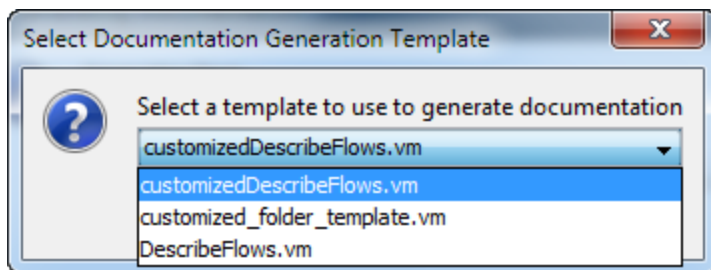 Select Documentation Generation Template
Select a template to use to generate documentation
customizedDescribeFlows.vm
customizedDescribeFlows.vm
customized_folder_template.vm
DescribeFlows.vm